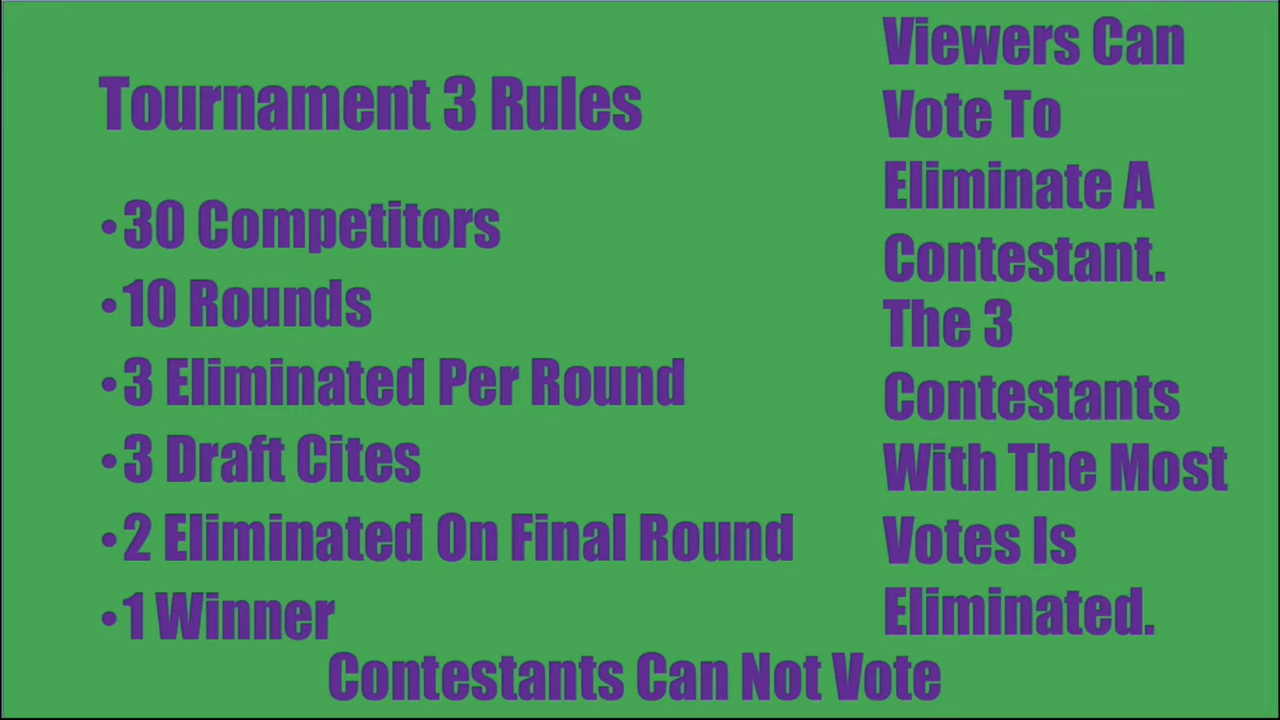 Tournament 3 Rules
•30 Competitors
•10 Rounds
•3 Eliminated Per Round
•3 Draft Cites
•2 Eliminated On Final Round
•1 Winner
Viewers Can
Vote To
Eliminate A
Contestant.
The 3
Contestants
With The Most
Votes Is
Eliminated.
Contestants Can Not Vote